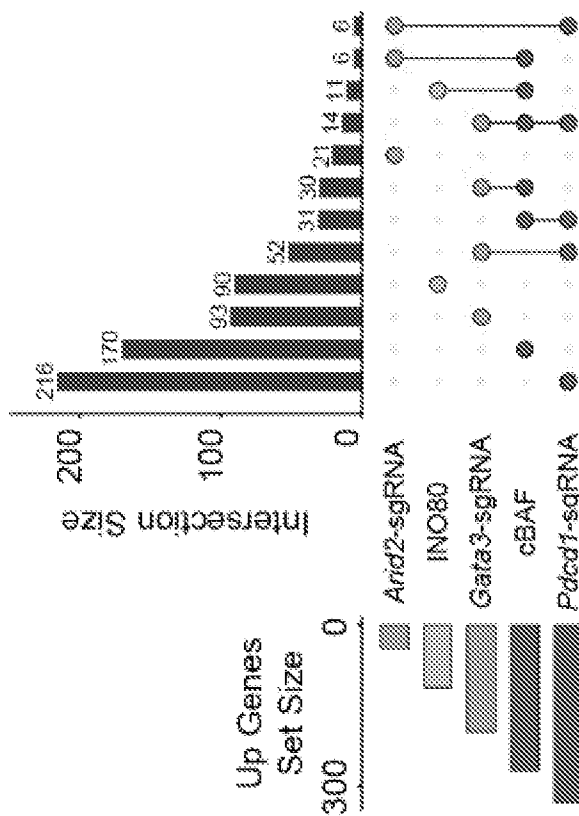 216
170
93
90
52
31
30
21
14
11
6
6
200
100
0
Intersection Size
Up Genes
Set Size
300
0
Arid2-sgRNA
INO80
Gata3-sgRNA
cBAF
Pdcd1-sgRNA